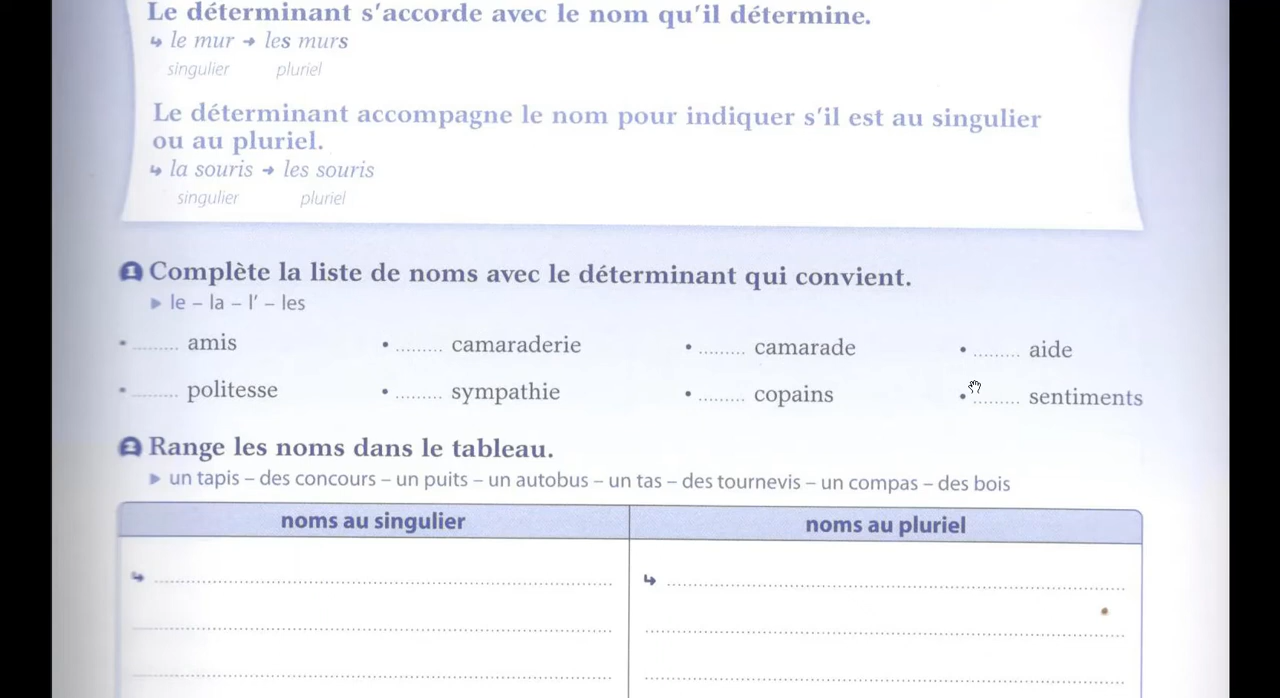 Le déterminant s'accorde avec le nom qu'il détermine.
↳ le mur → les murs
singulier pluriel
Le déterminant accompagne le nom pour indiquer s'il est au singulier
ou au pluriel.
↳ la souris → les souris
singulier pluriel
1 Complète la liste de noms avec le déterminant qui convient.
▶ le – la – l' – les
• ......... amis • ......... camaraderie • ......... camarade • ......... aide
• ......... politesse • ......... sympathie • ......... copains • ......... sentiments
2 Range les noms dans le tableau.
▶ un tapis – des concours – un puits – un autobus – un tas – des tournevis – un compas – des bois
noms au singulier noms au pluriel